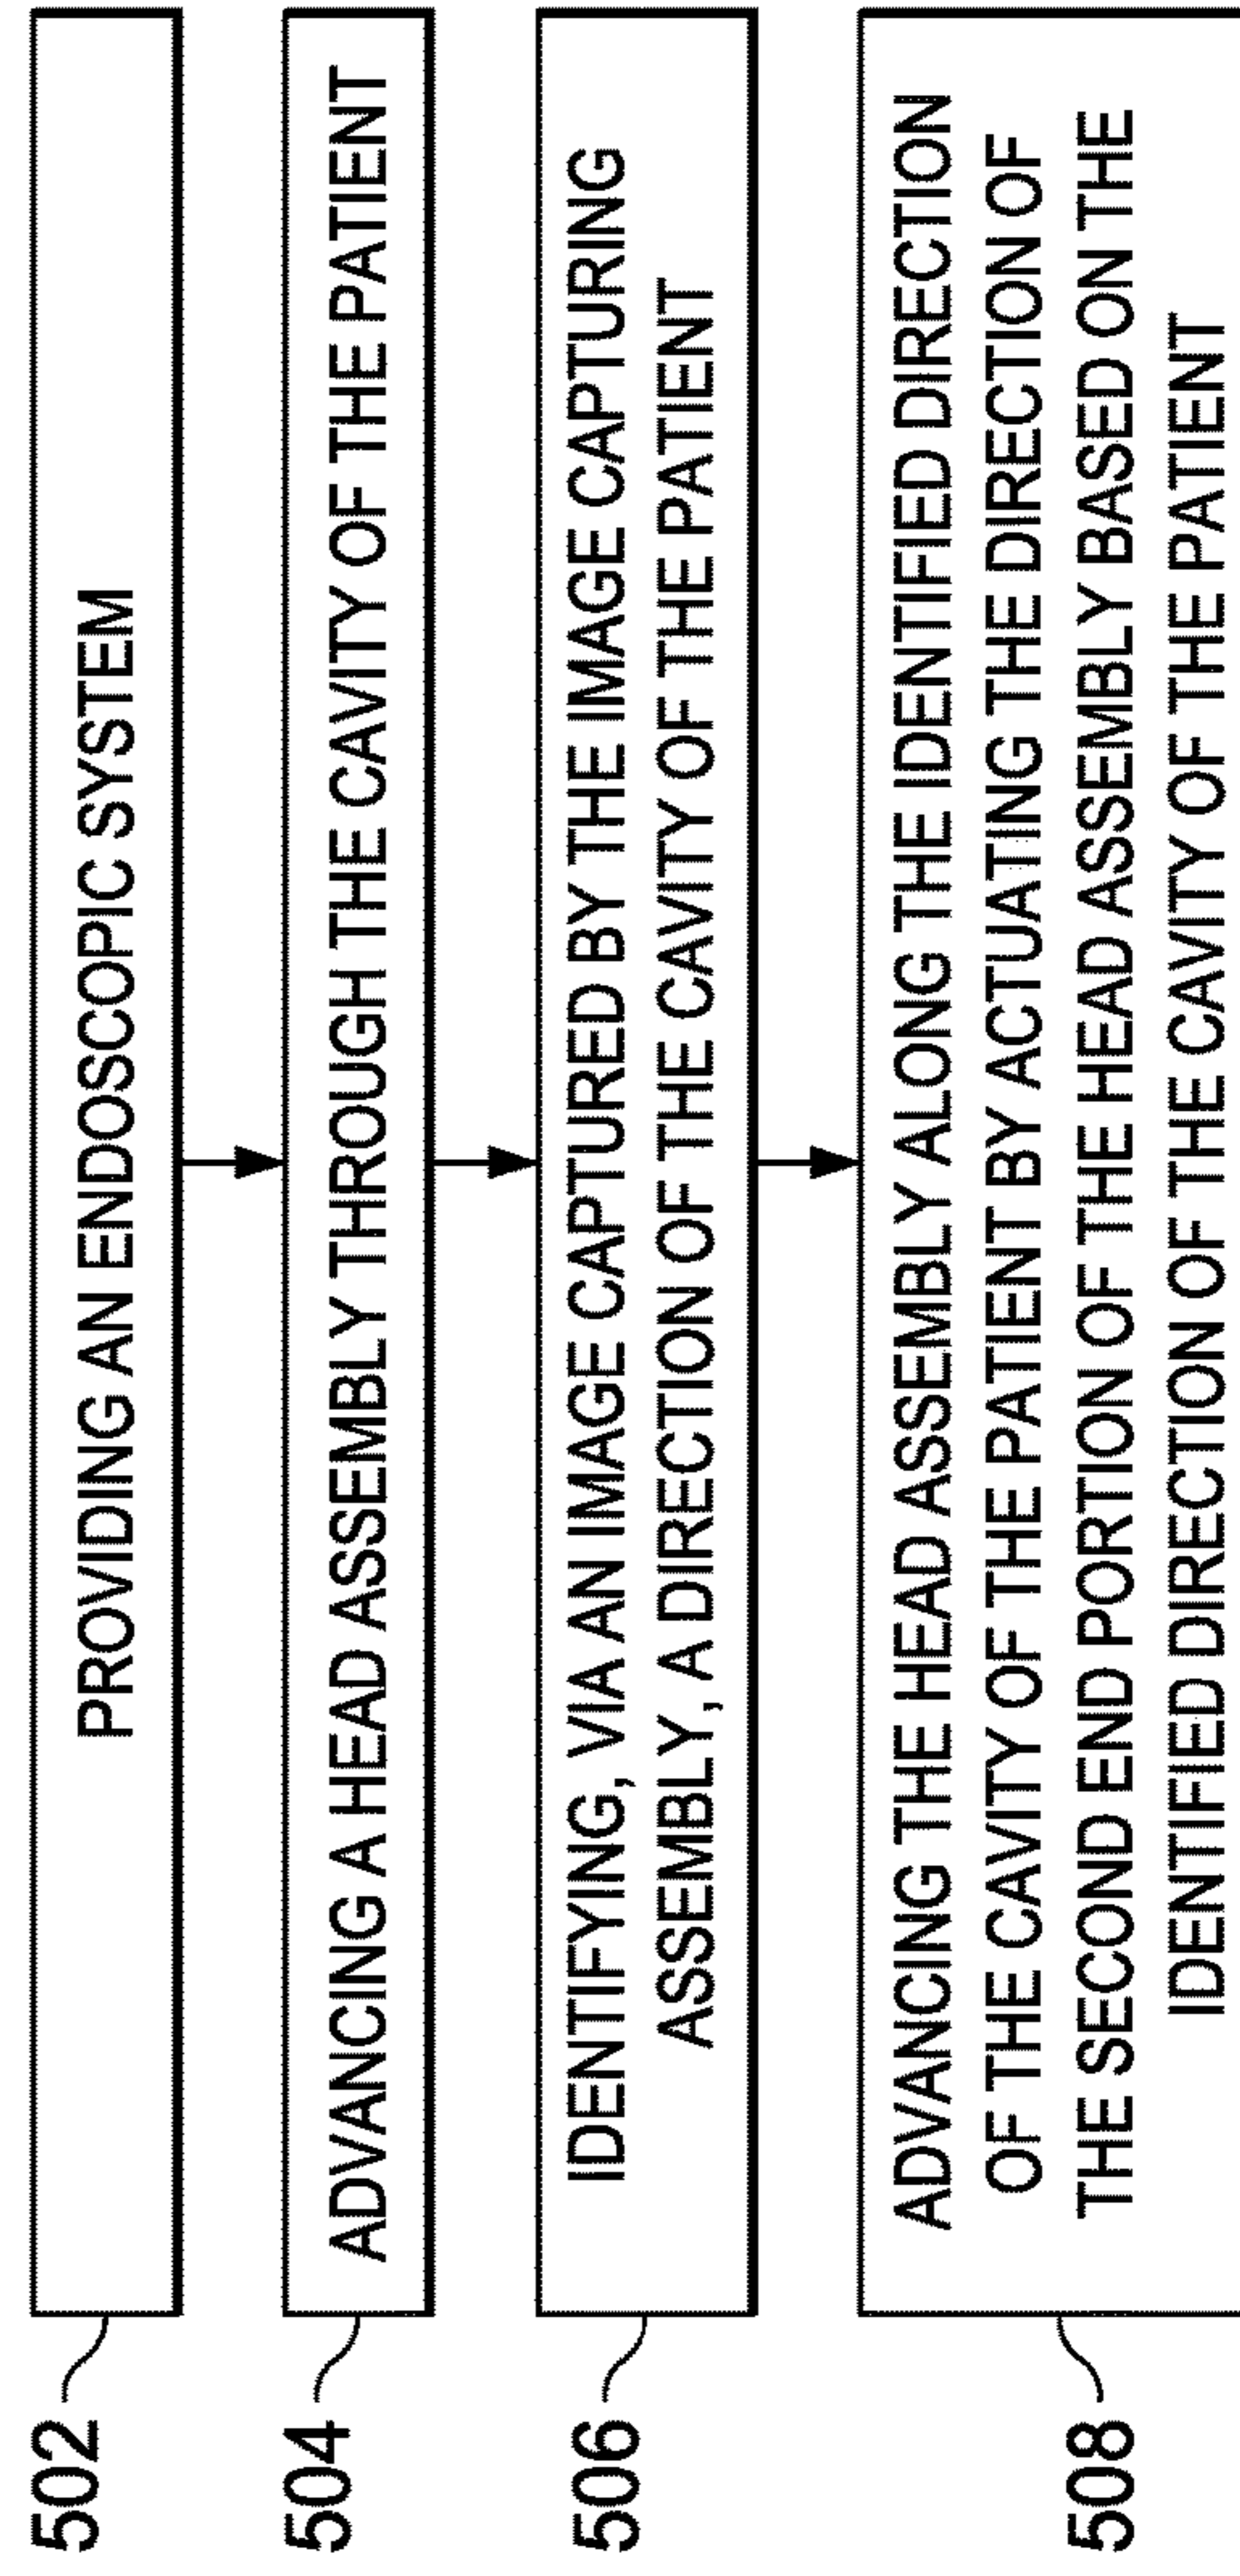 502
PROVIDING AN ENDOSCOPIC SYSTEM
504
ADVANCING A HEAD ASSEMBLY THROUGH THE CAVITY OF THE PATIENT
506
IDENTIFYING, VIA AN IMAGE CAPTURED BY THE IMAGE CAPTURING
ASSEMBLY, A DIRECTION OF THE CAVITY OF THE PATIENT
508
ADVANCING THE HEAD ASSEMBLY ALONG THE IDENTIFIED DIRECTION
OF THE CAVITY OF THE PATIENT BY ACTUATING THE DIRECTION OF
THE SECOND END PORTION OF THE HEAD ASSEMBLY BASED ON THE
IDENTIFIED DIRECTION OF THE CAVITY OF THE PATIENT